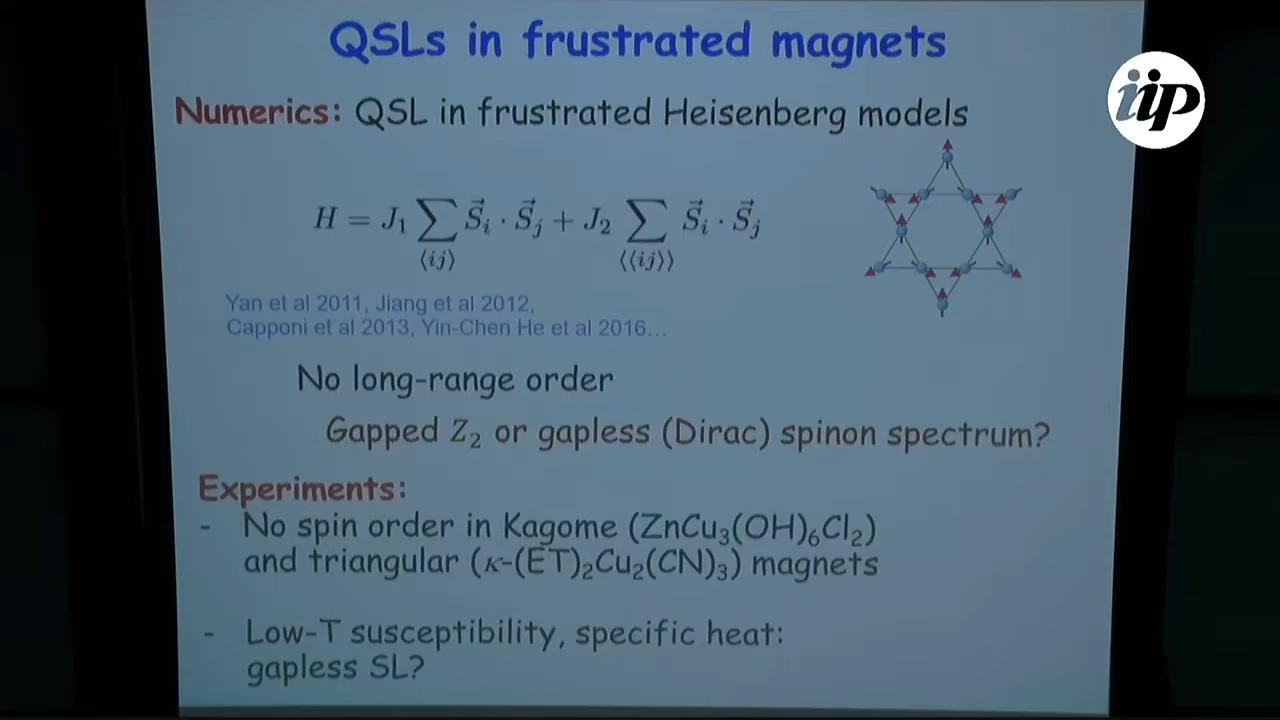 QSLs in frustrated magnets
iip
Numerics: QSL in frustrated Heisenberg models
H = J₁ ∑ S⃗ᵢ · S⃗ⱼ + J₂ ∑ S⃗ᵢ · S⃗ⱼ
⟨ij⟩ ⟨⟨ij⟩⟩
Yan et al 2011, Jiang et al 2012,
Capponi et al 2013, Yin-Chen He et al 2016…
No long-range order
Gapped Z₂ or gapless (Dirac) spinon spectrum?
Experiments:
- No spin order in Kagome (ZnCu₃(OH)₆Cl₂)
and triangular (κ-(ET)₂Cu₂(CN)₃) magnets
- Low-T susceptibility, specific heat:
gapless SL?